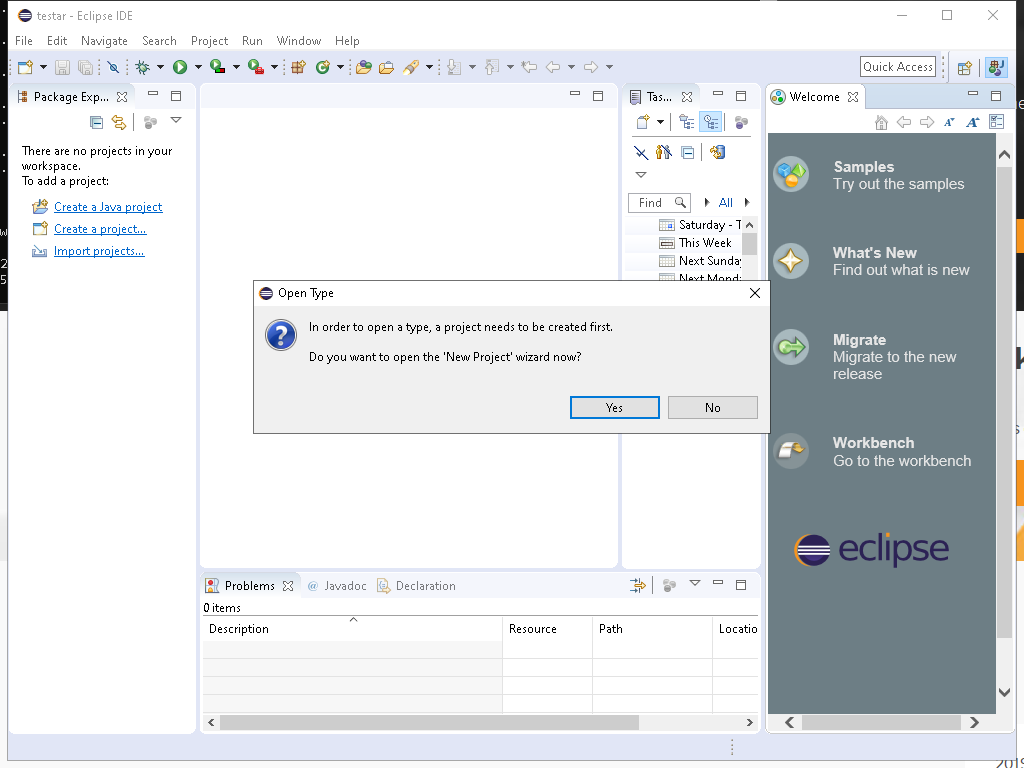 testar - Eclipse IDE
File Edit Navigate Search Project Run Window Help
Quick Access
Package Exp...
There are no projects in your
workspace.
To add a project:
Create a Java project
Create a project...
Import projects...
Tas...
Find
All
Saturday - T
This Week
Next Sunday
Next Mond
Welcome
Samples
Try out the samples
What's New
Find out what is new
Migrate
Migrate to the new
release
Workbench
Go to the workbench
eclipse
Open Type
In order to open a type, a project needs to be created first.
Do you want to open the 'New Project' wizard now?
Yes No
Problems @ Javadoc Declaration
0 items
Description Resource Path Locatio
2019